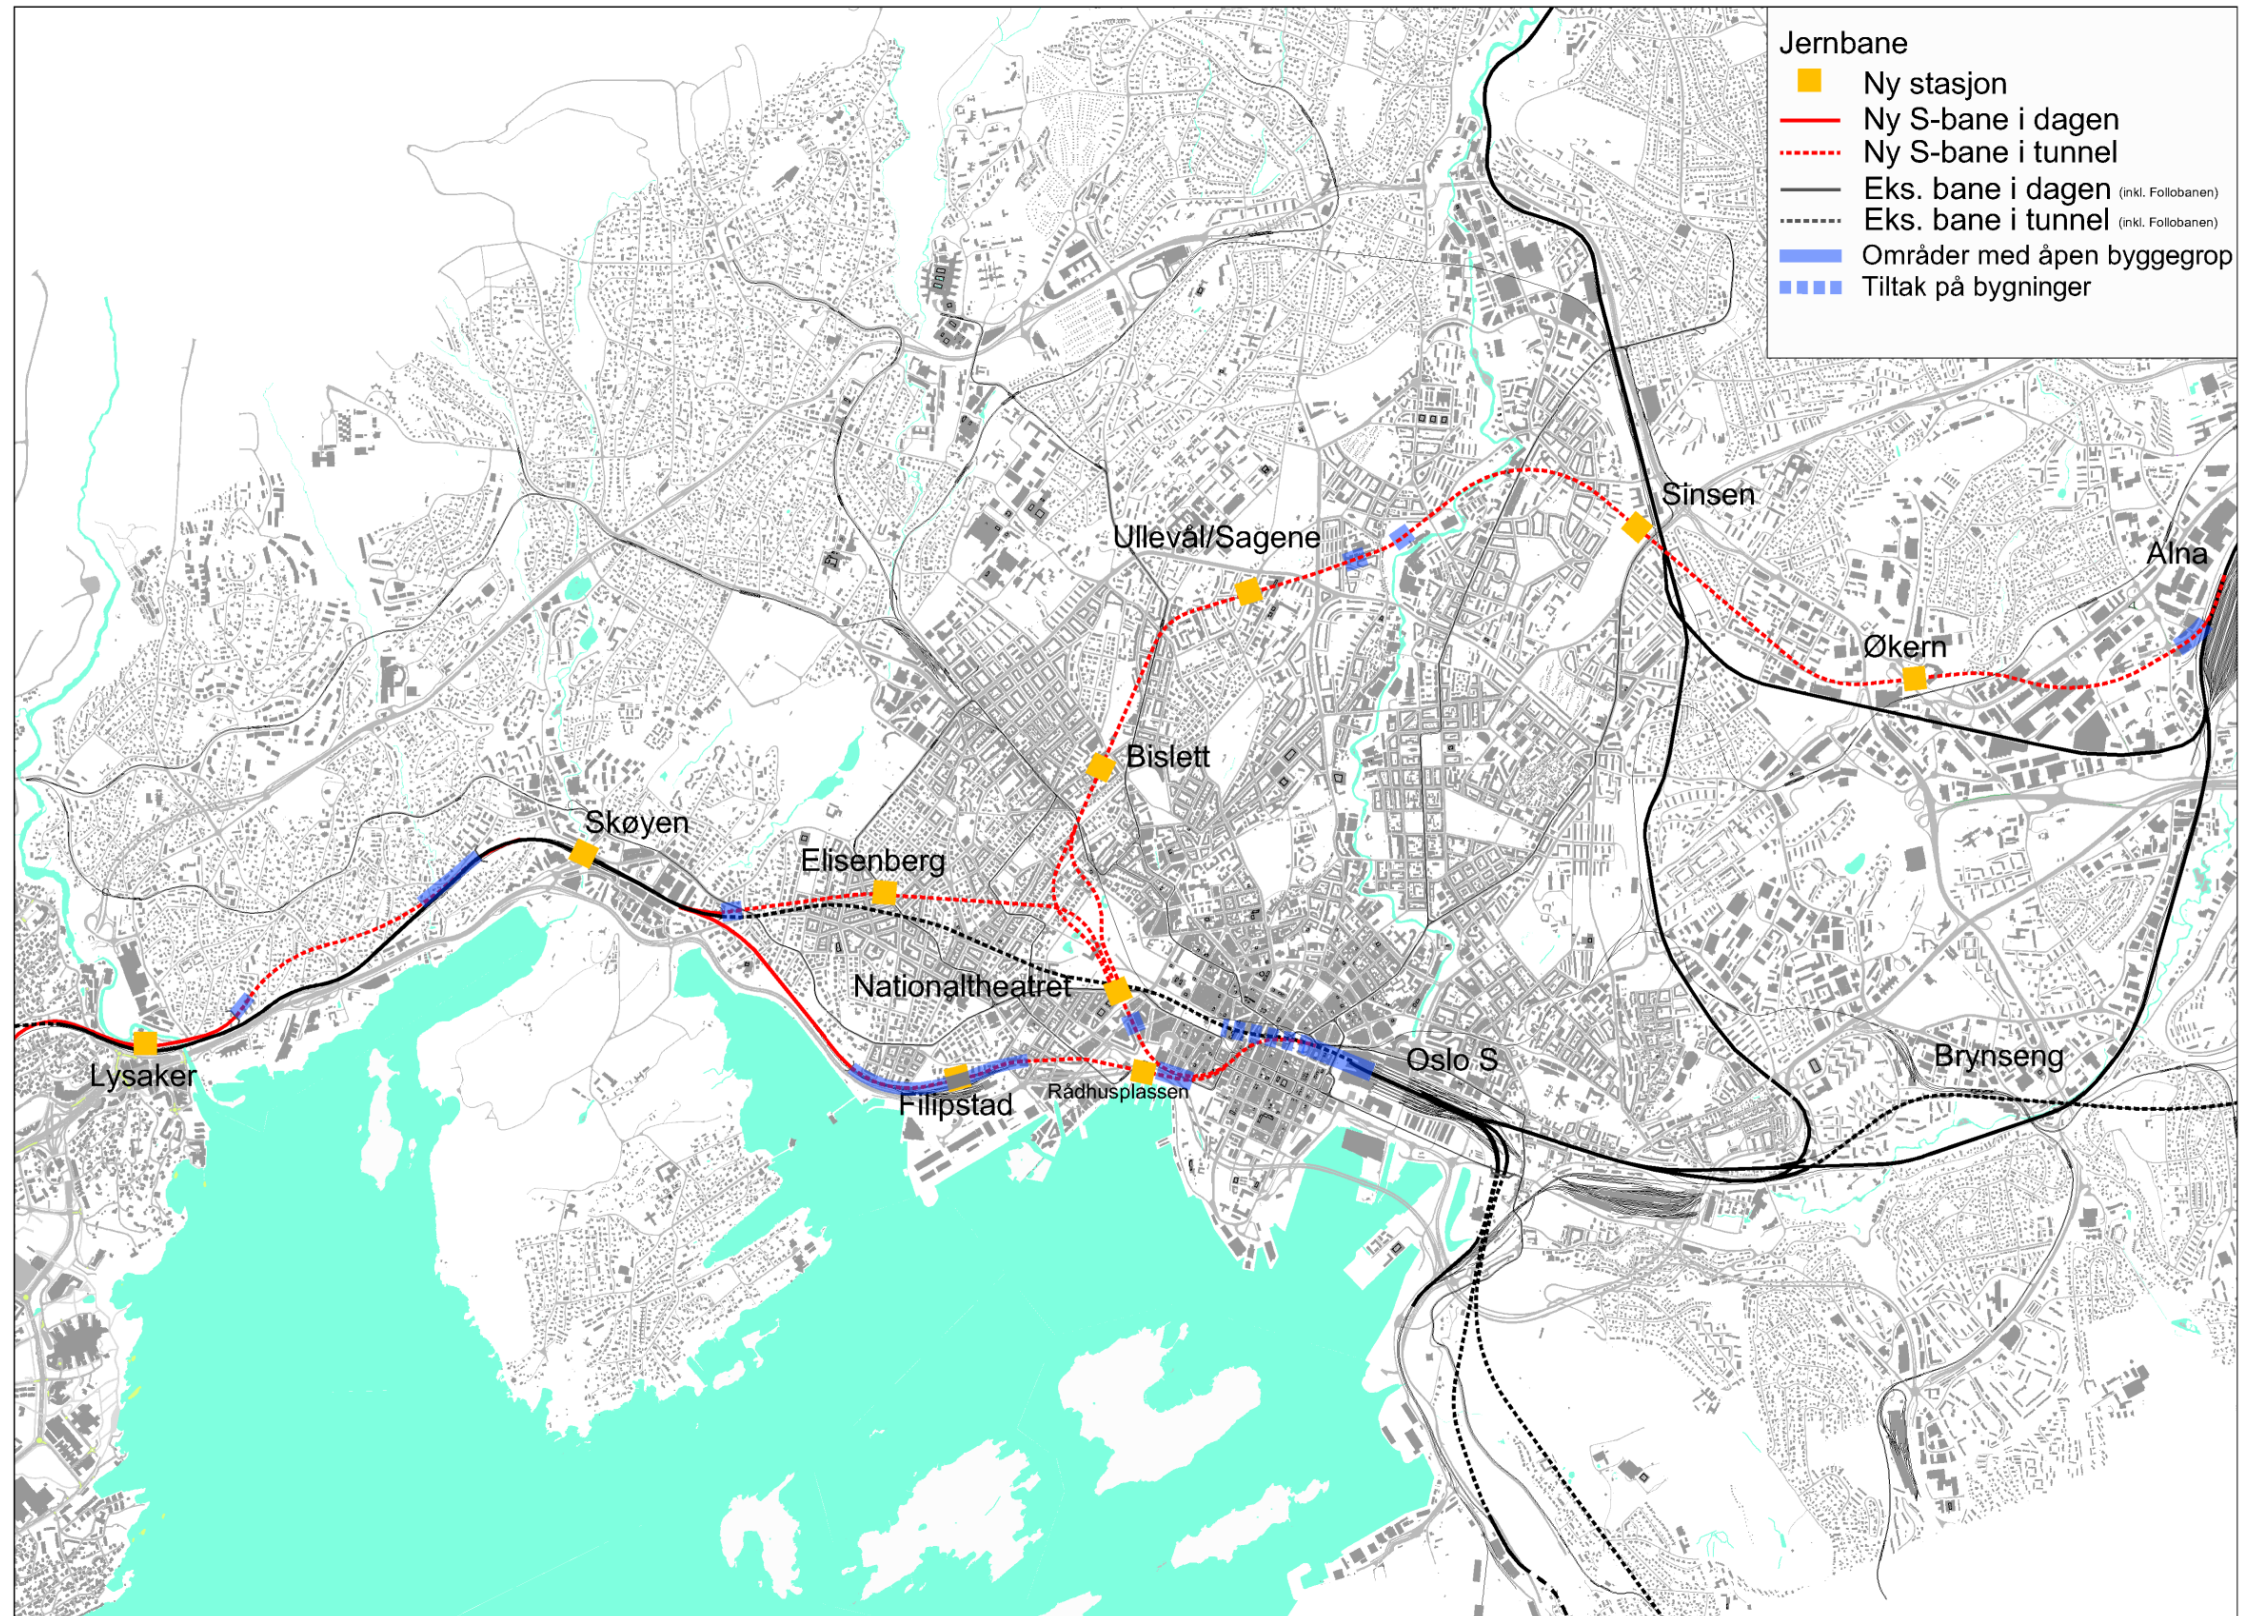 Jernbane
Ny stasjon
Ny S-bane i dagen
Ny S-bane i tunnel
Eks. bane i dagen (inkl. Follobanen)
Eks. bane i tunnel (inkl. Follobanen)
Områder med åpen byggegrop
Tiltak på bygninger
Sinsen
Ullevål/Sagene
Alna
Økern
Bislett
Skøyen
Elisenberg
Nationaltheatret
Oslo S
Brynseng
Lysaker
Rådhusplassen
Filipstad